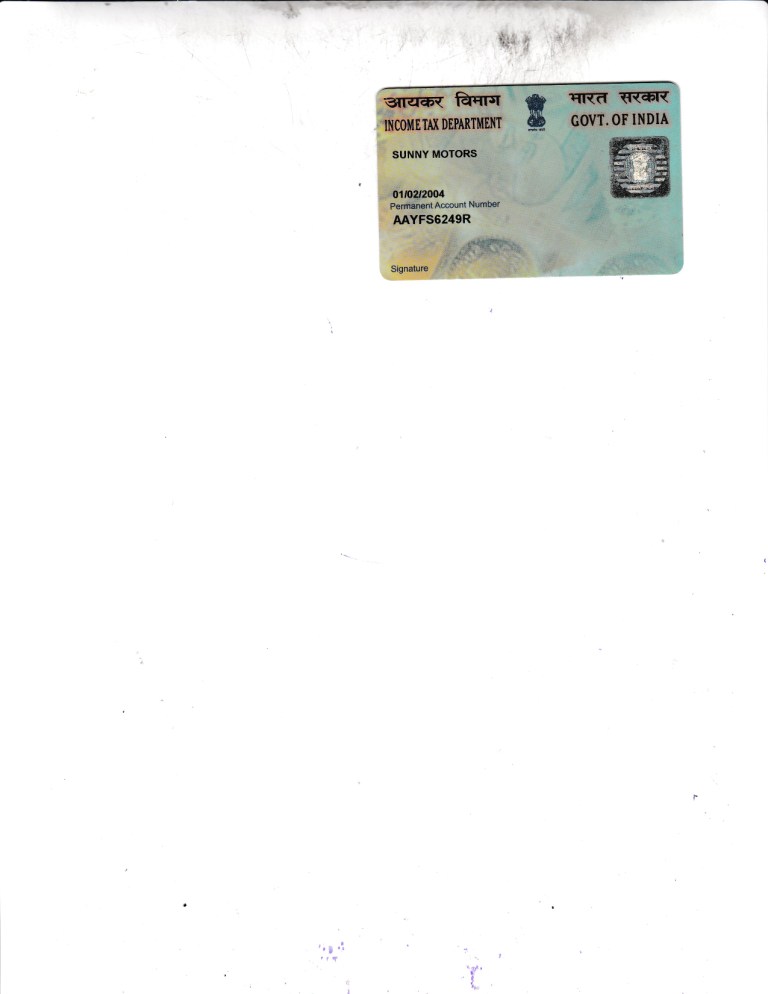 आयकर विभाग
भारत सरकार
INCOME TAX DEPARTMENT
GOVT. OF INDIA
SUNNY MOTORS
01/02/2004
Permanent Account Number
AAYFS6249R
Signature